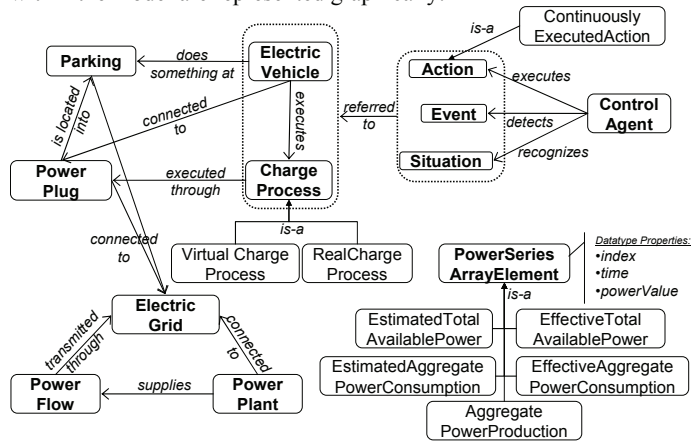 within the model are represented graphically.
Continuously
ExecutedAction
is-a
Parking
does
something at
Electric
Vehicle
Action
executes
is located
into
connected
to
executes
referred
to
Event
detects
Control
Agent
Situation
recognizes
Power
Plug
executed
through
Charge
Process
is-a
connected
to
Virtual Charge
Process
RealCharge
Process
PowerSeries
ArrayElement
Datatype Properties:
•index
•time
•powerValue
is-a
Electric
Grid
transmitted
through
connected
to
EstimatedTotal
AvailablePower
EffectiveTotal
AvailablePower
Power
Flow
supplies
Power
Plant
EstimatedAggregate
PowerConsumption
EffectiveAggregate
PowerConsumption
Aggregate
PowerProduction